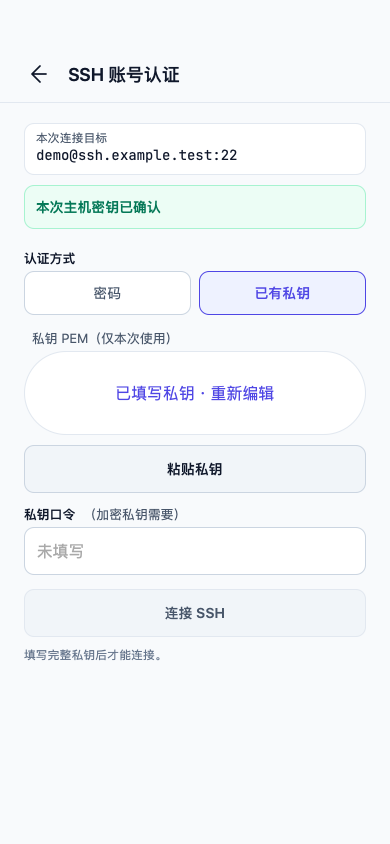 SSH 账号认证
本次连接目标
demo@ssh.example.test:22
本次主机密钥已确认
认证方式
密码
已有私钥
私钥 PEM（仅本次使用）
已填写私钥 · 重新编辑
粘贴私钥
私钥口令 （加密私钥需要）
未填写
连接 SSH
填写完整私钥后才能连接。